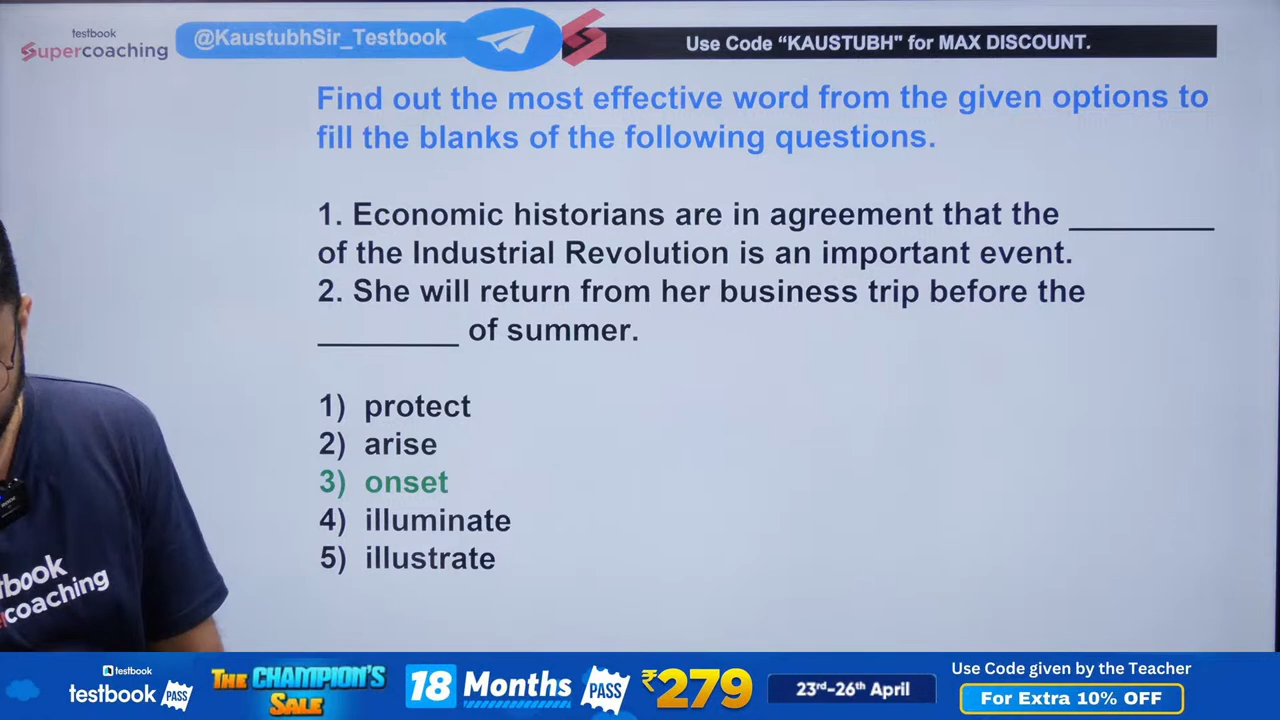 testbook
Supercoaching
@KaustubhSir_Testbook
Use Code “KAUSTUBH" for MAX DISCOUNT.
Find out the most effective word from the given options to
fill the blanks of the following questions.
1. Economic historians are in agreement that the __________
of the Industrial Revolution is an important event.
2. She will return from her business trip before the
__________ of summer.
1) protect
2) arise
3) onset
4) illuminate
5) illustrate
book
coaching
testbook
testbook PASS
THE CHAMPION'S
SALE
18 Months PASS ₹279
23rd-26th April
Use Code given by the Teacher
For Extra 10% OFF